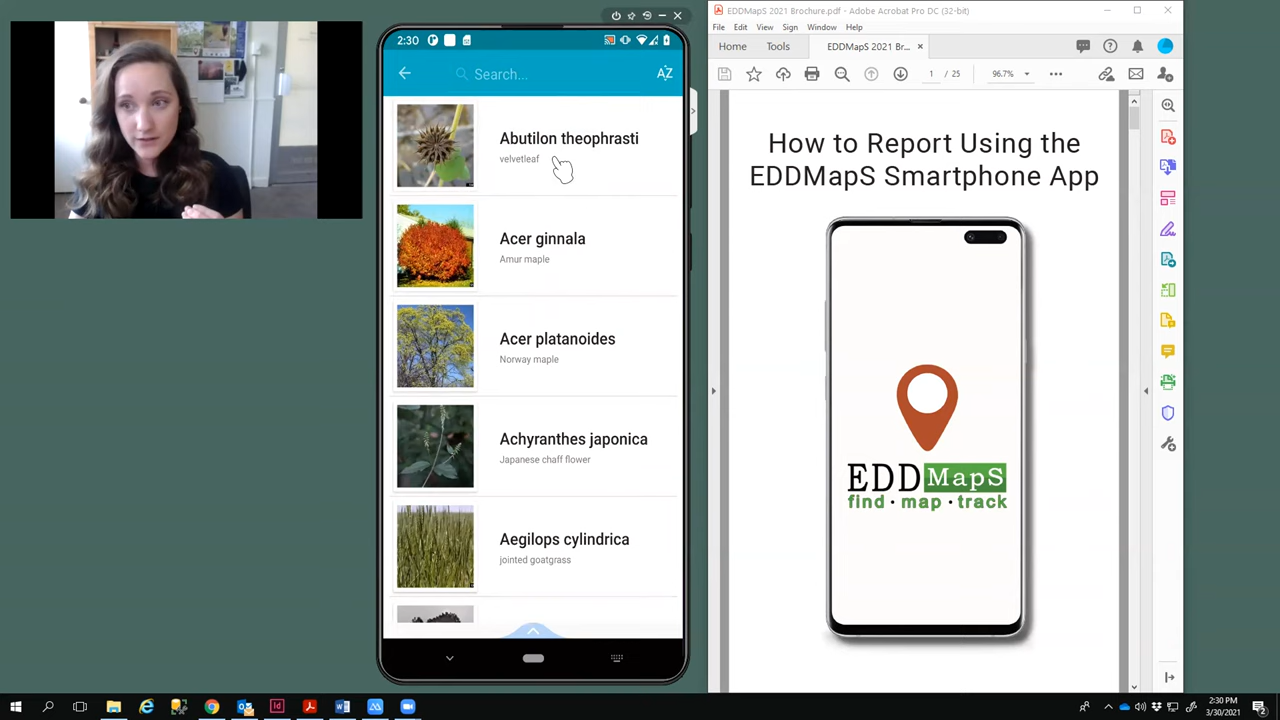 2:30
Search...
AZ
Abutilon theophrasti
velvetleaf
Acer ginnala
Amur maple
Acer platanoides
Norway maple
Achyranthes japonica
Japanese chaff flower
Aegilops cylindrica
jointed goatgrass
EDDMapS 2021 Brochure.pdf - Adobe Acrobat Pro DC (32-bit)
File Edit View Sign Window Help
Home Tools EDDMapS 2021 Br... ×
1 / 25 96.7%
How to Report Using the
EDDMapS Smartphone App
EDDMapS
find · map · track
2:30 PM
3/30/2021
2